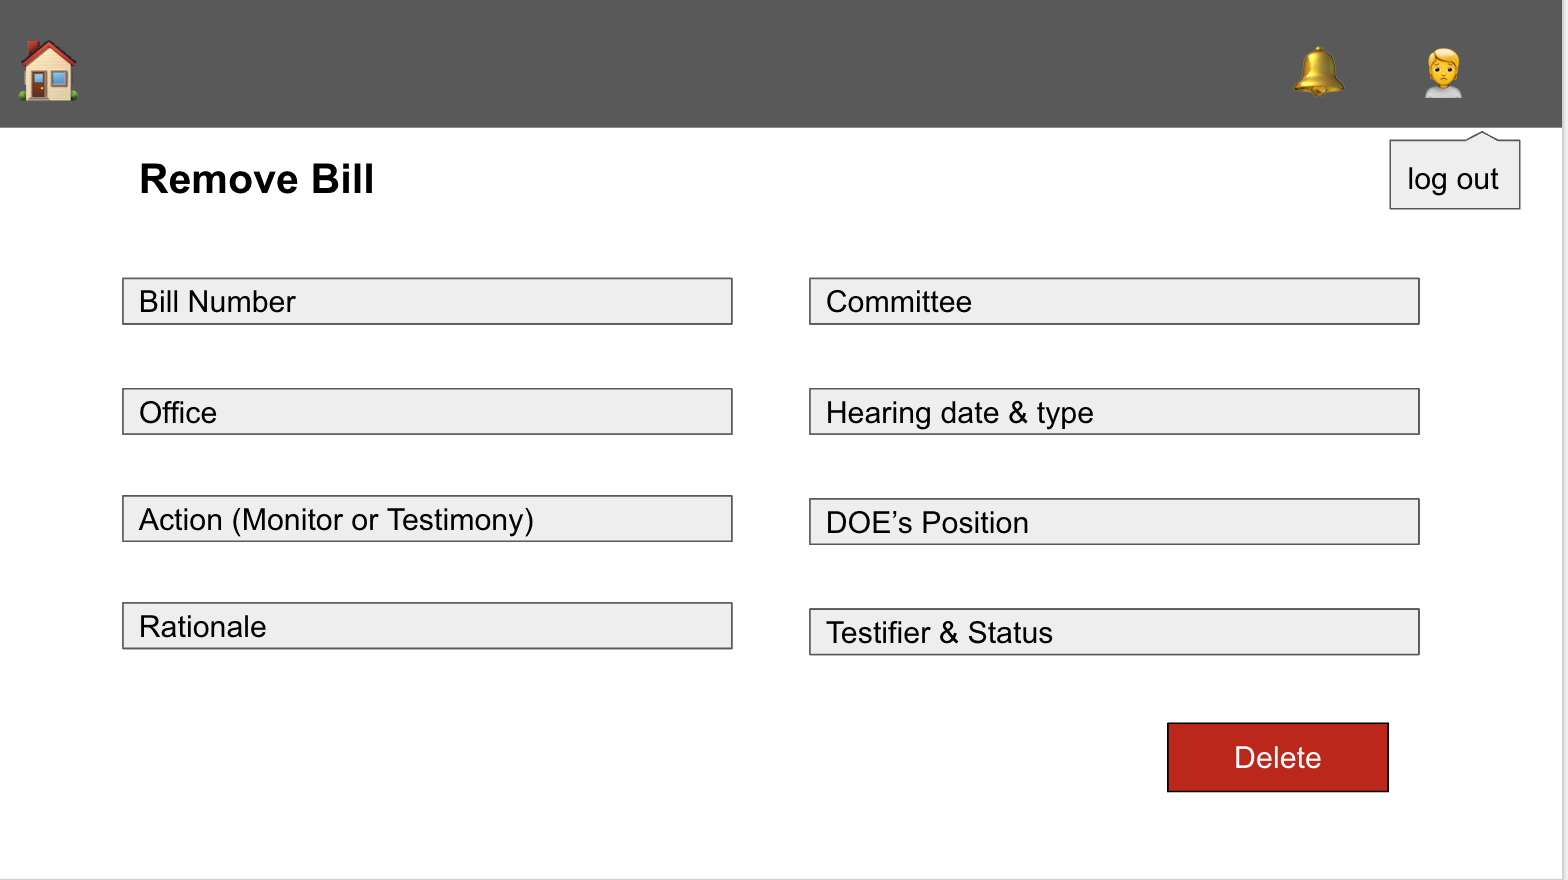 Remove Bill
log out
Bill Number
Committee
Office
Hearing date & type
Action (Monitor or Testimony)
DOE’s Position
Rationale
Testifier & Status
Delete